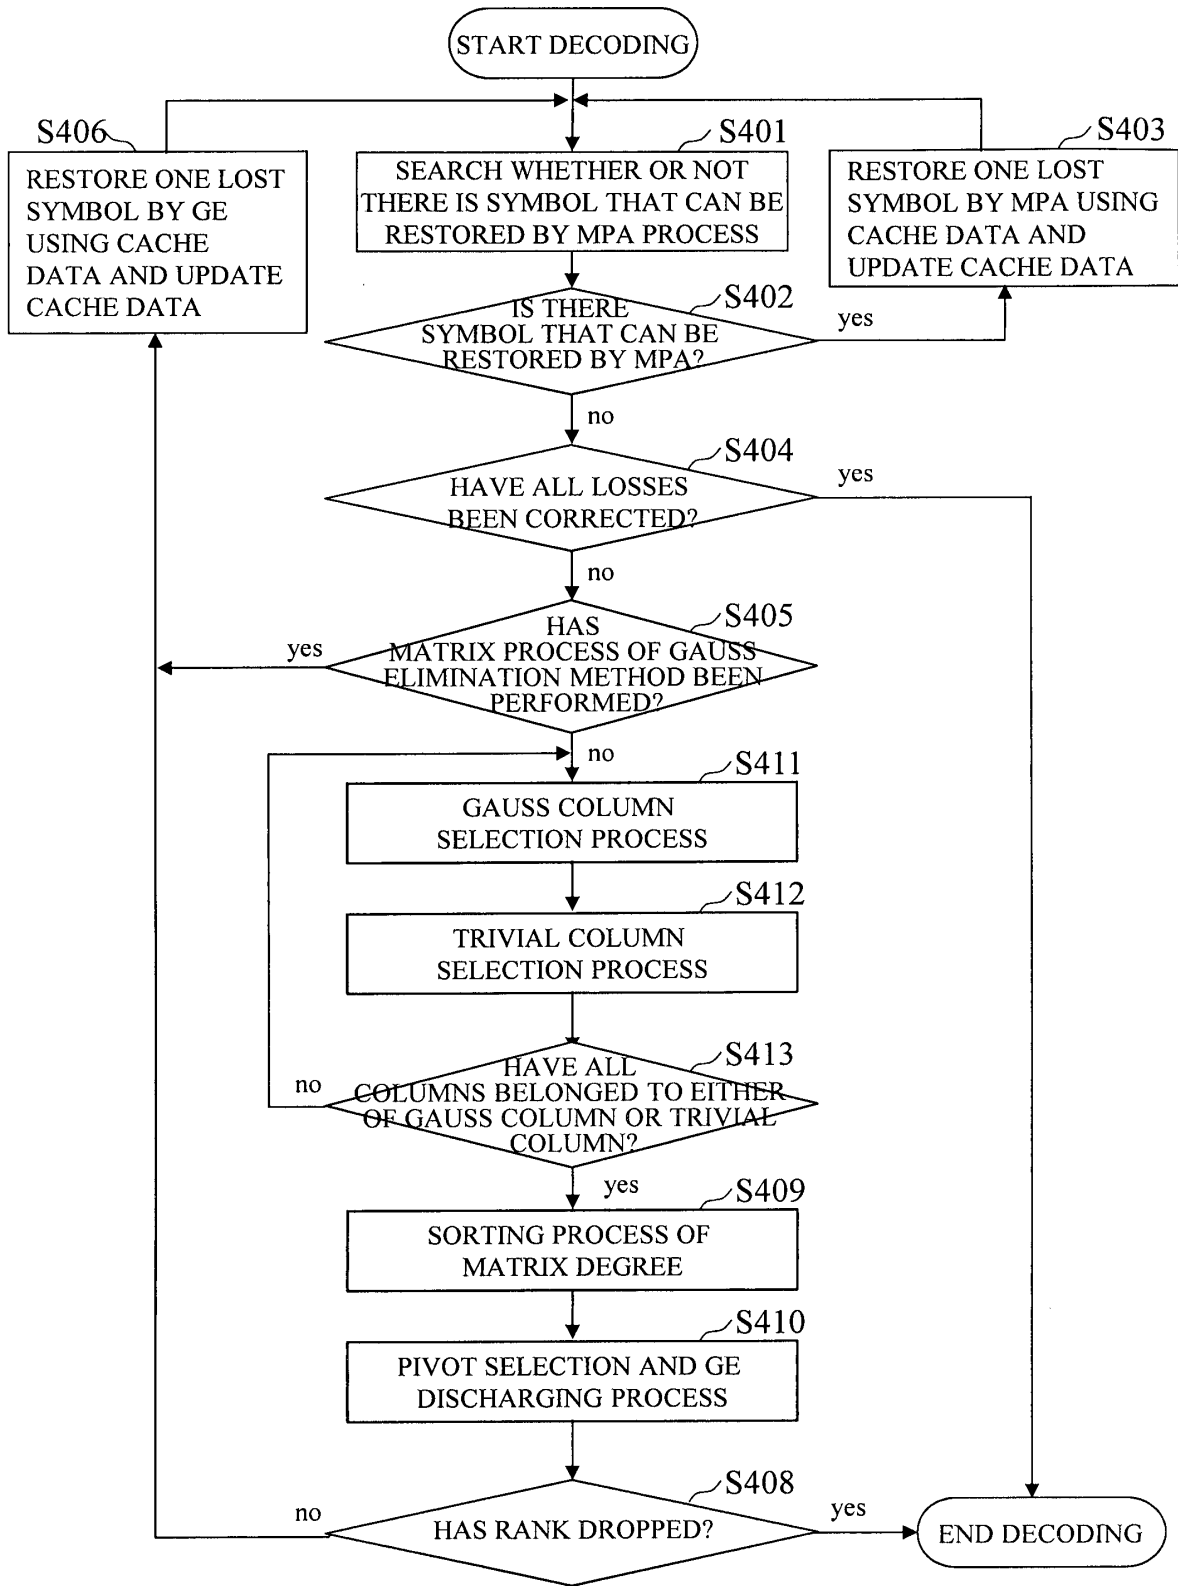 START DECODING
S406
RESTORE ONE LOST
SYMBOL BY GE
USING CACHE
DATA AND UPDATE
CACHE DATA
S401
SEARCH WHETHER OR NOT
THERE IS SYMBOL THAT CAN BE
RESTORED BY MPA PROCESS
S403
RESTORE ONE LOST
SYMBOL BY MPA USING
CACHE DATA AND
UPDATE CACHE DATA
S402
IS THERE
SYMBOL THAT CAN BE
RESTORED BY MPA?
yes
no
S404
HAVE ALL LOSSES
BEEN CORRECTED?
yes
no
S405
HAS
MATRIX PROCESS OF GAUSS
ELIMINATION METHOD BEEN
PERFORMED?
yes
no
S411
GAUSS COLUMN
SELECTION PROCESS
S412
TRIVIAL COLUMN
SELECTION PROCESS
S413
HAVE ALL
COLUMNS BELONGED TO EITHER
OF GAUSS COLUMN OR TRIVIAL
COLUMN?
no
yes
S409
SORTING PROCESS OF
MATRIX DEGREE
S410
PIVOT SELECTION AND GE
DISCHARGING PROCESS
S408
HAS RANK DROPPED?
no
yes
END DECODING